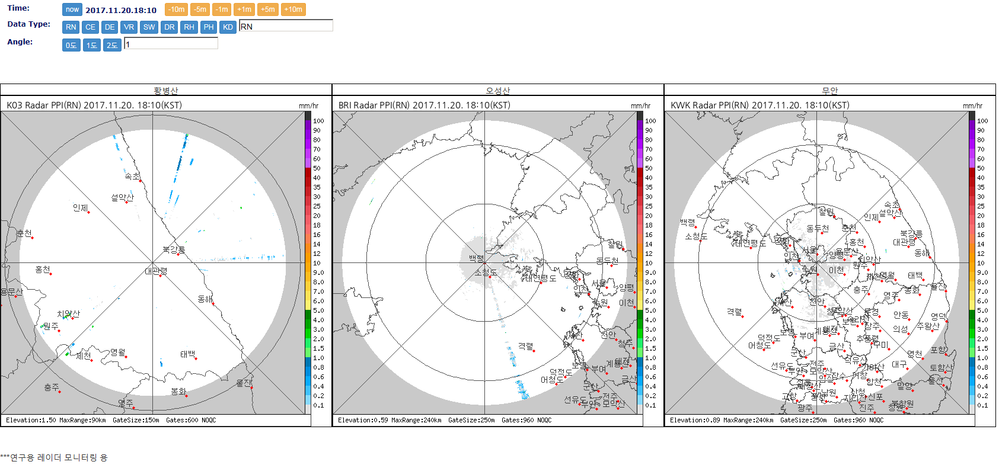 Time: now 2017.11.20.18:10 -10m -5m -1m +1m +5m +10m
Data Type: RN CE DE VR SW DR RH PH KD RN
Angle: 0도 1도 2도 1
황병산
K03 Radar PPI(RN) 2017.11.20. 18:10(KST) mm/hr
100
90
80
70
60
50
40
35
30
25
20
18
16
14
12
10
9.0
8.0
7.0
6.0
5.0
4.0
3.0
2.0
1.5
1.0
0.8
0.6
0.4
0.2
0.1
속초
설악산
인제
춘천
북강릉
홍천
대관령
용문산
동해
치악산
원주
제천
영월
태백
충주
봉화
울진
영주
Elevation:1.50 MaxRange:90km GateSize:150m Gates:600 NOQC
오성산
BRI Radar PPI(RN) 2017.11.20. 18:10(KST) mm/hr
100
90
80
70
60
50
40
35
30
25
20
18
16
14
12
10
9.0
8.0
7.0
6.0
5.0
4.0
3.0
2.0
1.5
1.0
0.8
0.6
0.4
0.2
0.1
철원
백령
동두천
소청도
대연평도
강화
서울
인천
양평
수원
이천
천안
청주
격렬
보령
부여
계룡
대전
덕적도
어청도
군산
금산
선유도
부안
전주
모악산
Elevation:0.59 MaxRange:240km GateSize:250m Gates:960 NOQC
무안
KWK Radar PPI(RN) 2017.11.20. 18:10(KST) mm/hr
100
90
80
70
60
50
40
35
30
25
20
18
16
14
12
10
9.0
8.0
7.0
6.0
5.0
4.0
3.0
2.0
1.5
1.0
0.8
0.6
0.4
0.2
0.1
속초
철원
설악산
인제
백령
동두천
춘천
소청도
대연평도
강화
홍천
북강릉
대관령
서울
양평
용문산
동해
인천
치악산
원주
수원
이천
제천
영월
태백
충주
울진
영주
봉화
천안
격렬
문경
안동
영덕
속리산
보은
상주
의성
주왕산
보령
부여
계룡
대전
덕적도
어청도
추풍령
구미
금산
포항
군산
영천
선유도
전주
덕유산
대구
부안
모악산
가야산
토함산
장수
거창
합천
울산
밀양
남원
고창
광주
진주
Elevation:0.89 MaxRange:240km GateSize:250m Gates:960 NOQC
***연구용 레이더 모니터링 용